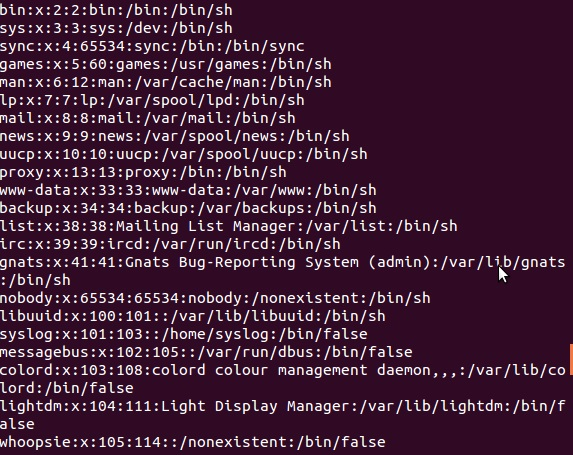 bin:x:2:2:bin:/bin:/bin/sh
sys:x:3:3:sys:/dev:/bin/sh
sync:x:4:65534:sync:/bin:/bin/sync
games:x:5:60:games:/usr/games:/bin/sh
man:x:6:12:man:/var/cache/man:/bin/sh
lp:x:7:7:lp:/var/spool/lpd:/bin/sh
mail:x:8:8:mail:/var/mail:/bin/sh
news:x:9:9:news:/var/spool/news:/bin/sh
uucp:x:10:10:uucp:/var/spool/uucp:/bin/sh
proxy:x:13:13:proxy:/bin:/bin/sh
www-data:x:33:33:www-data:/var/www:/bin/sh
backup:x:34:34:backup:/var/backups:/bin/sh
list:x:38:38:Mailing List Manager:/var/list:/bin/sh
irc:x:39:39:ircd:/var/run/ircd:/bin/sh
gnats:x:41:41:Gnats Bug-Reporting System (admin):/var/lib/gnats
:/bin/sh
nobody:x:65534:65534:nobody:/nonexistent:/bin/sh
libuuid:x:100:101::/var/lib/libuuid:/bin/sh
syslog:x:101:103::/home/syslog:/bin/false
messagebus:x:102:105::/var/run/dbus:/bin/false
colord:x:103:108:colord colour management daemon,,,:/var/lib/co
lord:/bin/false
lightdm:x:104:111:Light Display Manager:/var/lib/lightdm:/bin/f
alse
whoopsie:x:105:114::/nonexistent:/bin/false